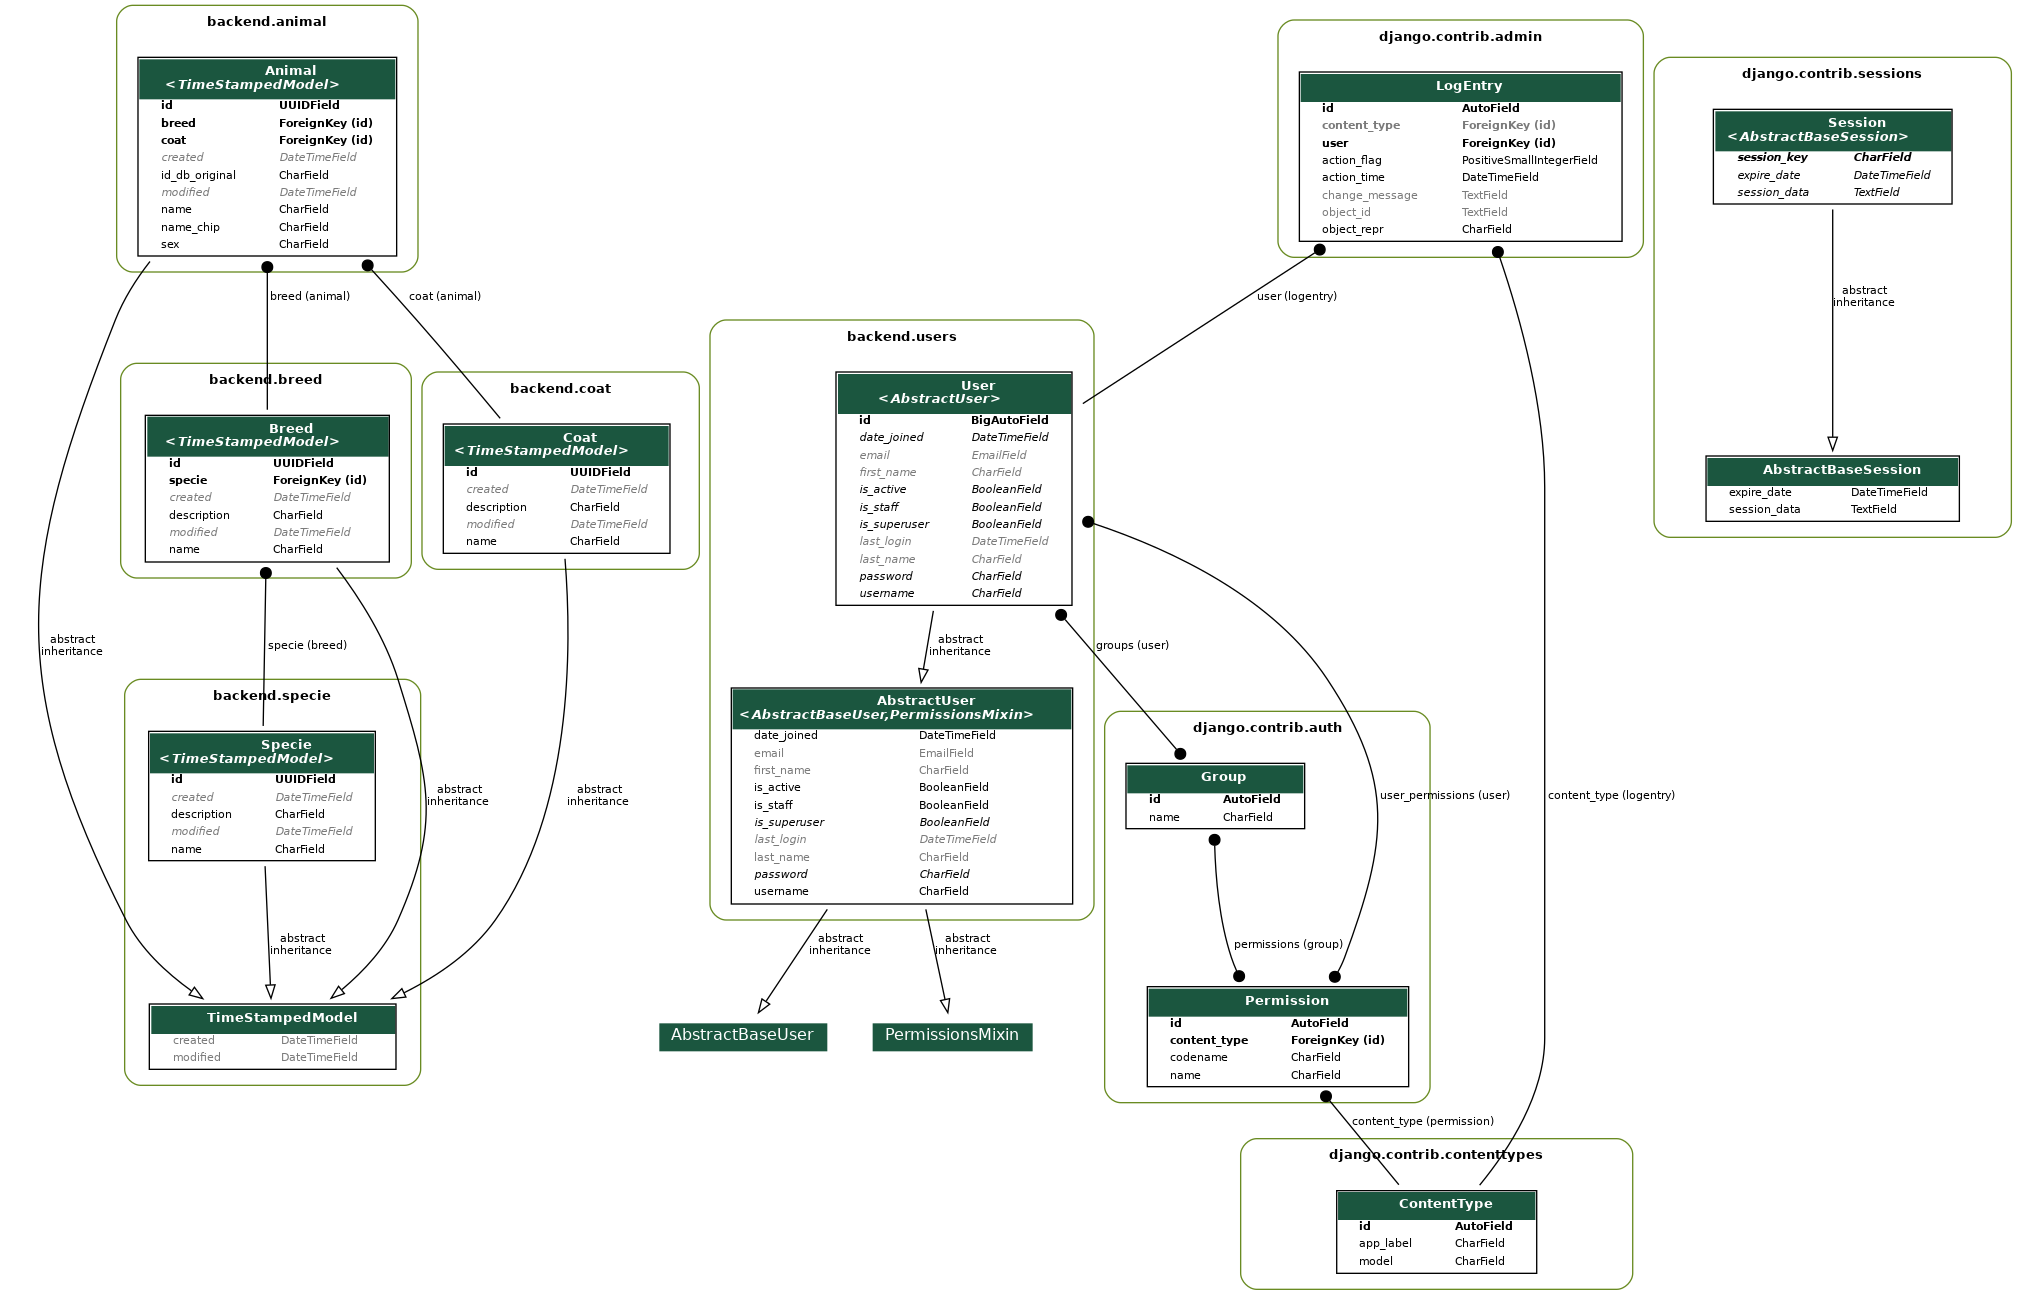 backend.animal
Animal
<TimeStampedModel>
id UUIDField
breed ForeignKey (id)
coat ForeignKey (id)
created DateTimeField
id_db_original CharField
modified DateTimeField
name CharField
name_chip CharField
sex CharField
django.contrib.admin
LogEntry
id AutoField
content_type ForeignKey (id)
user ForeignKey (id)
action_flag PositiveSmallIntegerField
action_time DateTimeField
change_message TextField
object_id TextField
object_repr CharField
django.contrib.sessions
Session
<AbstractBaseSession>
session_key CharField
expire_date DateTimeField
session_data TextField
breed (animal)
coat (animal)
user (logentry)
abstract
inheritance
backend.breed
Breed
<TimeStampedModel>
id UUIDField
specie ForeignKey (id)
created DateTimeField
description CharField
modified DateTimeField
name CharField
backend.coat
Coat
<TimeStampedModel>
id UUIDField
created DateTimeField
description CharField
modified DateTimeField
name CharField
backend.users
User
<AbstractUser>
id BigAutoField
date_joined DateTimeField
email EmailField
first_name CharField
is_active BooleanField
is_staff BooleanField
is_superuser BooleanField
last_login DateTimeField
last_name CharField
password CharField
username CharField
AbstractBaseSession
expire_date DateTimeField
session_data TextField
abstract
inheritance
specie (breed)
abstract
inheritance
groups (user)
backend.specie
Specie
<TimeStampedModel>
id UUIDField
created DateTimeField
description CharField
modified DateTimeField
name CharField
abstract
inheritance
abstract
inheritance
AbstractUser
<AbstractBaseUser,PermissionsMixin>
date_joined DateTimeField
email EmailField
first_name CharField
is_active BooleanField
is_staff BooleanField
is_superuser BooleanField
last_login DateTimeField
last_name CharField
password CharField
username CharField
django.contrib.auth
Group
id AutoField
name CharField
user_permissions (user)
content_type (logentry)
abstract
inheritance
abstract
inheritance
abstract
inheritance
permissions (group)
TimeStampedModel
created DateTimeField
modified DateTimeField
AbstractBaseUser
PermissionsMixin
Permission
id AutoField
content_type ForeignKey (id)
codename CharField
name CharField
content_type (permission)
django.contrib.contenttypes
ContentType
id AutoField
app_label CharField
model CharField